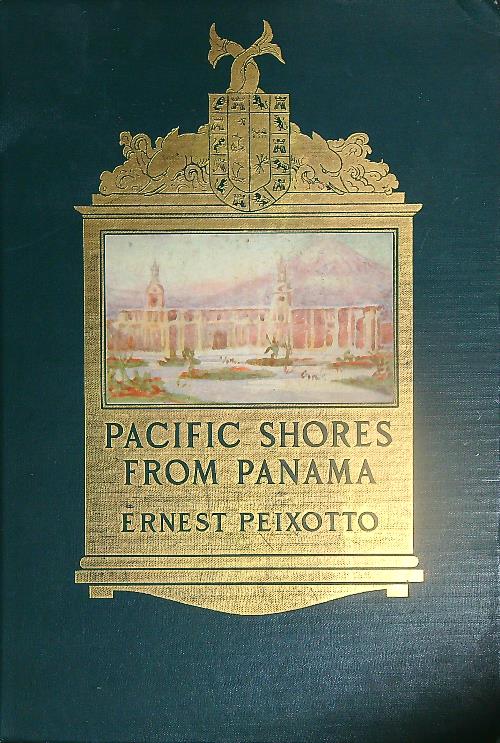 PACIFIC SHORES
FROM PANAMA
ERNEST PEIXOTTO